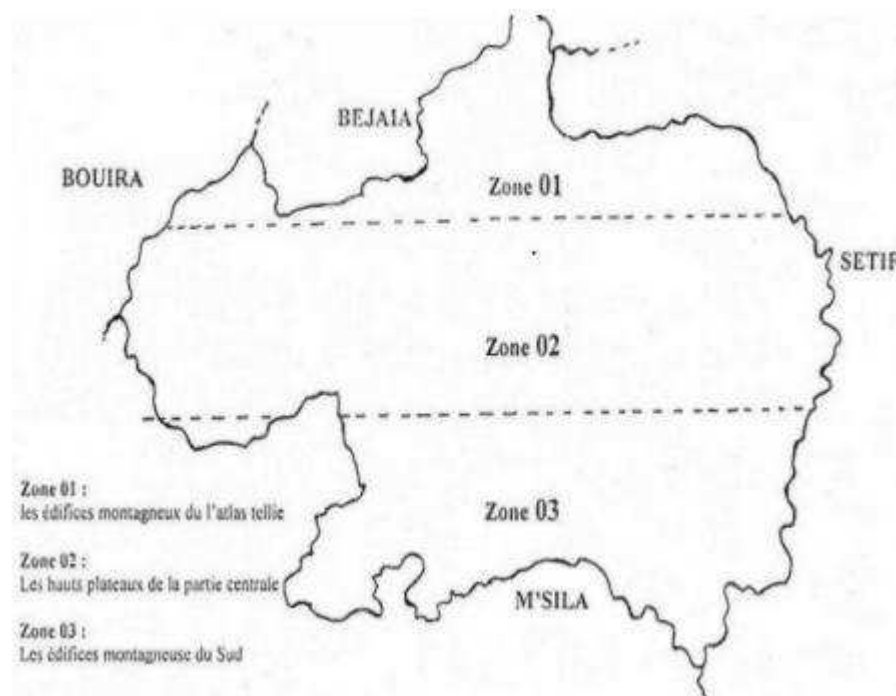 BEJAIA
BOUIRA
Zone 01
SETIF
Zone 02
Zone 03
M'SILA
Zone 01 :
les édifices montagneux du l'atlas tellie
Zone 02 :
Les hauts plateaux de la partie centrale
Zone 03 :
Les édifices montagneuse du Sud